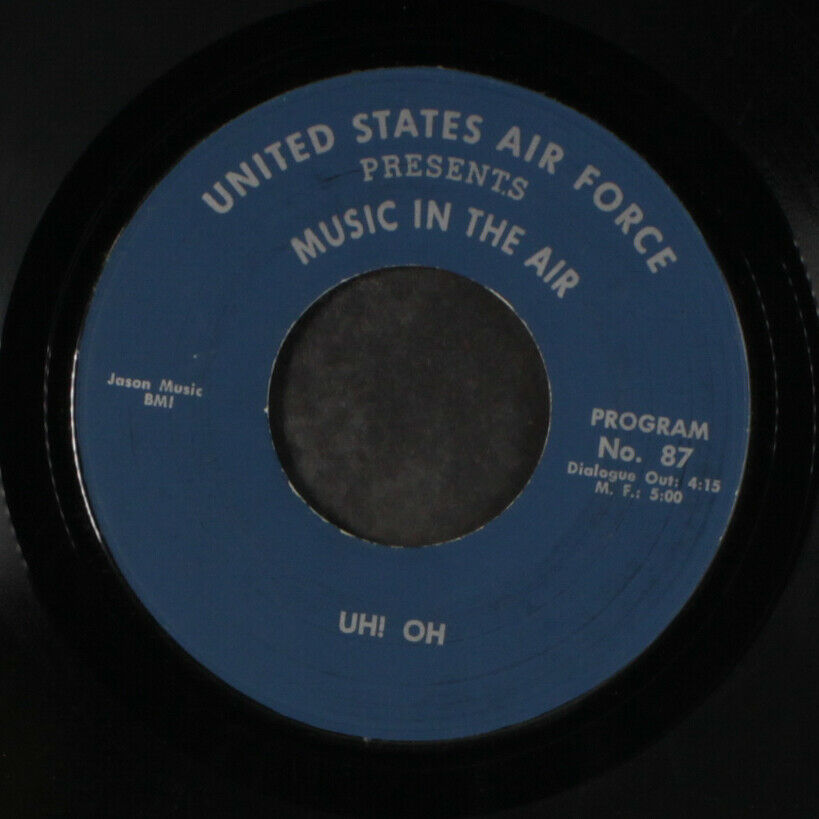 UNITED STATES AIR FORCE
PRESENTS
MUSIC IN THE AIR
Jason Music
BMI
PROGRAM
No. 87
Dialogue Out: 4:15
M. F.: 5:00
UH! OH